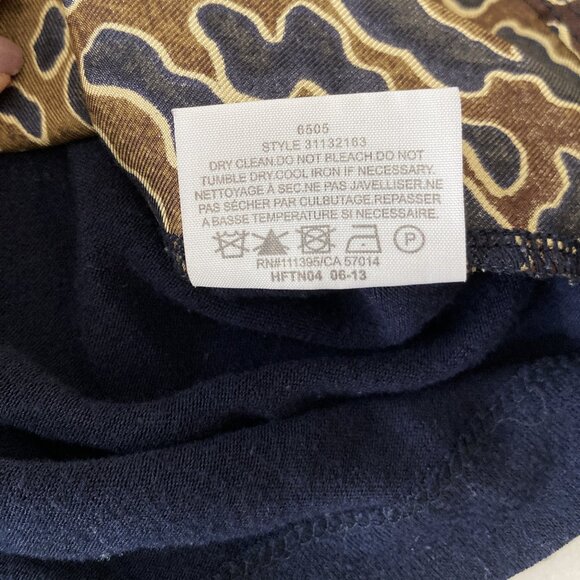 6505
STYLE 31132163
DRY CLEAN.DO NOT BLEACH.DO NOT
TUMBLE DRY.COOL IRON IF NECESSARY.
NETTOYAGE À SEC.NE PAS JAVELLISER.NE
PAS SÉCHER PAR CULBUTAGE.REPASSER
A BASSE TEMPERATURE SI NECESSAIRE.
P
RN#111395/CA 57014
HFTN04 06-13